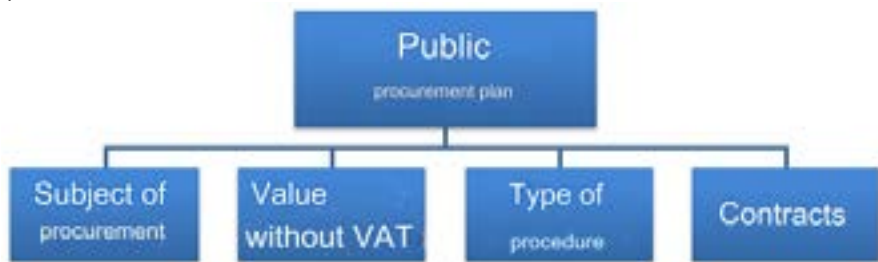 Public
procurement plan
Subject of
procurement
Value
without VAT
Type of
procedure
Contracts